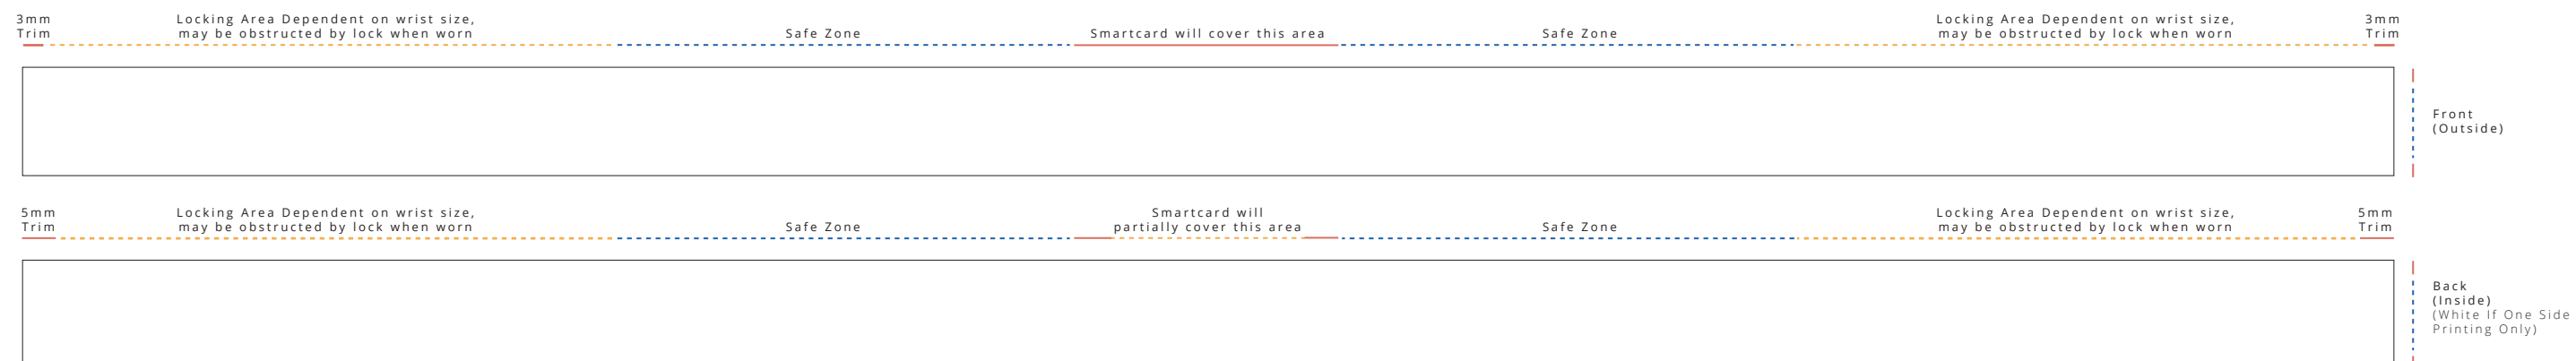 3mm
Trim
Locking Area Dependent on wrist size,
may be obstructed by lock when worn
Safe Zone
Smartcard will cover this area
Safe Zone
Locking Area Dependent on wrist size,
may be obstructed by lock when worn
3mm
Trim
Front
(Outside)
5mm
Trim
Locking Area Dependent on wrist size,
may be obstructed by lock when worn
Safe Zone
Smartcard will
partially cover this area
Safe Zone
Locking Area Dependent on wrist size,
may be obstructed by lock when worn
5mm
Trim
Back
(Inside)
(White If One Side
Printing Only)